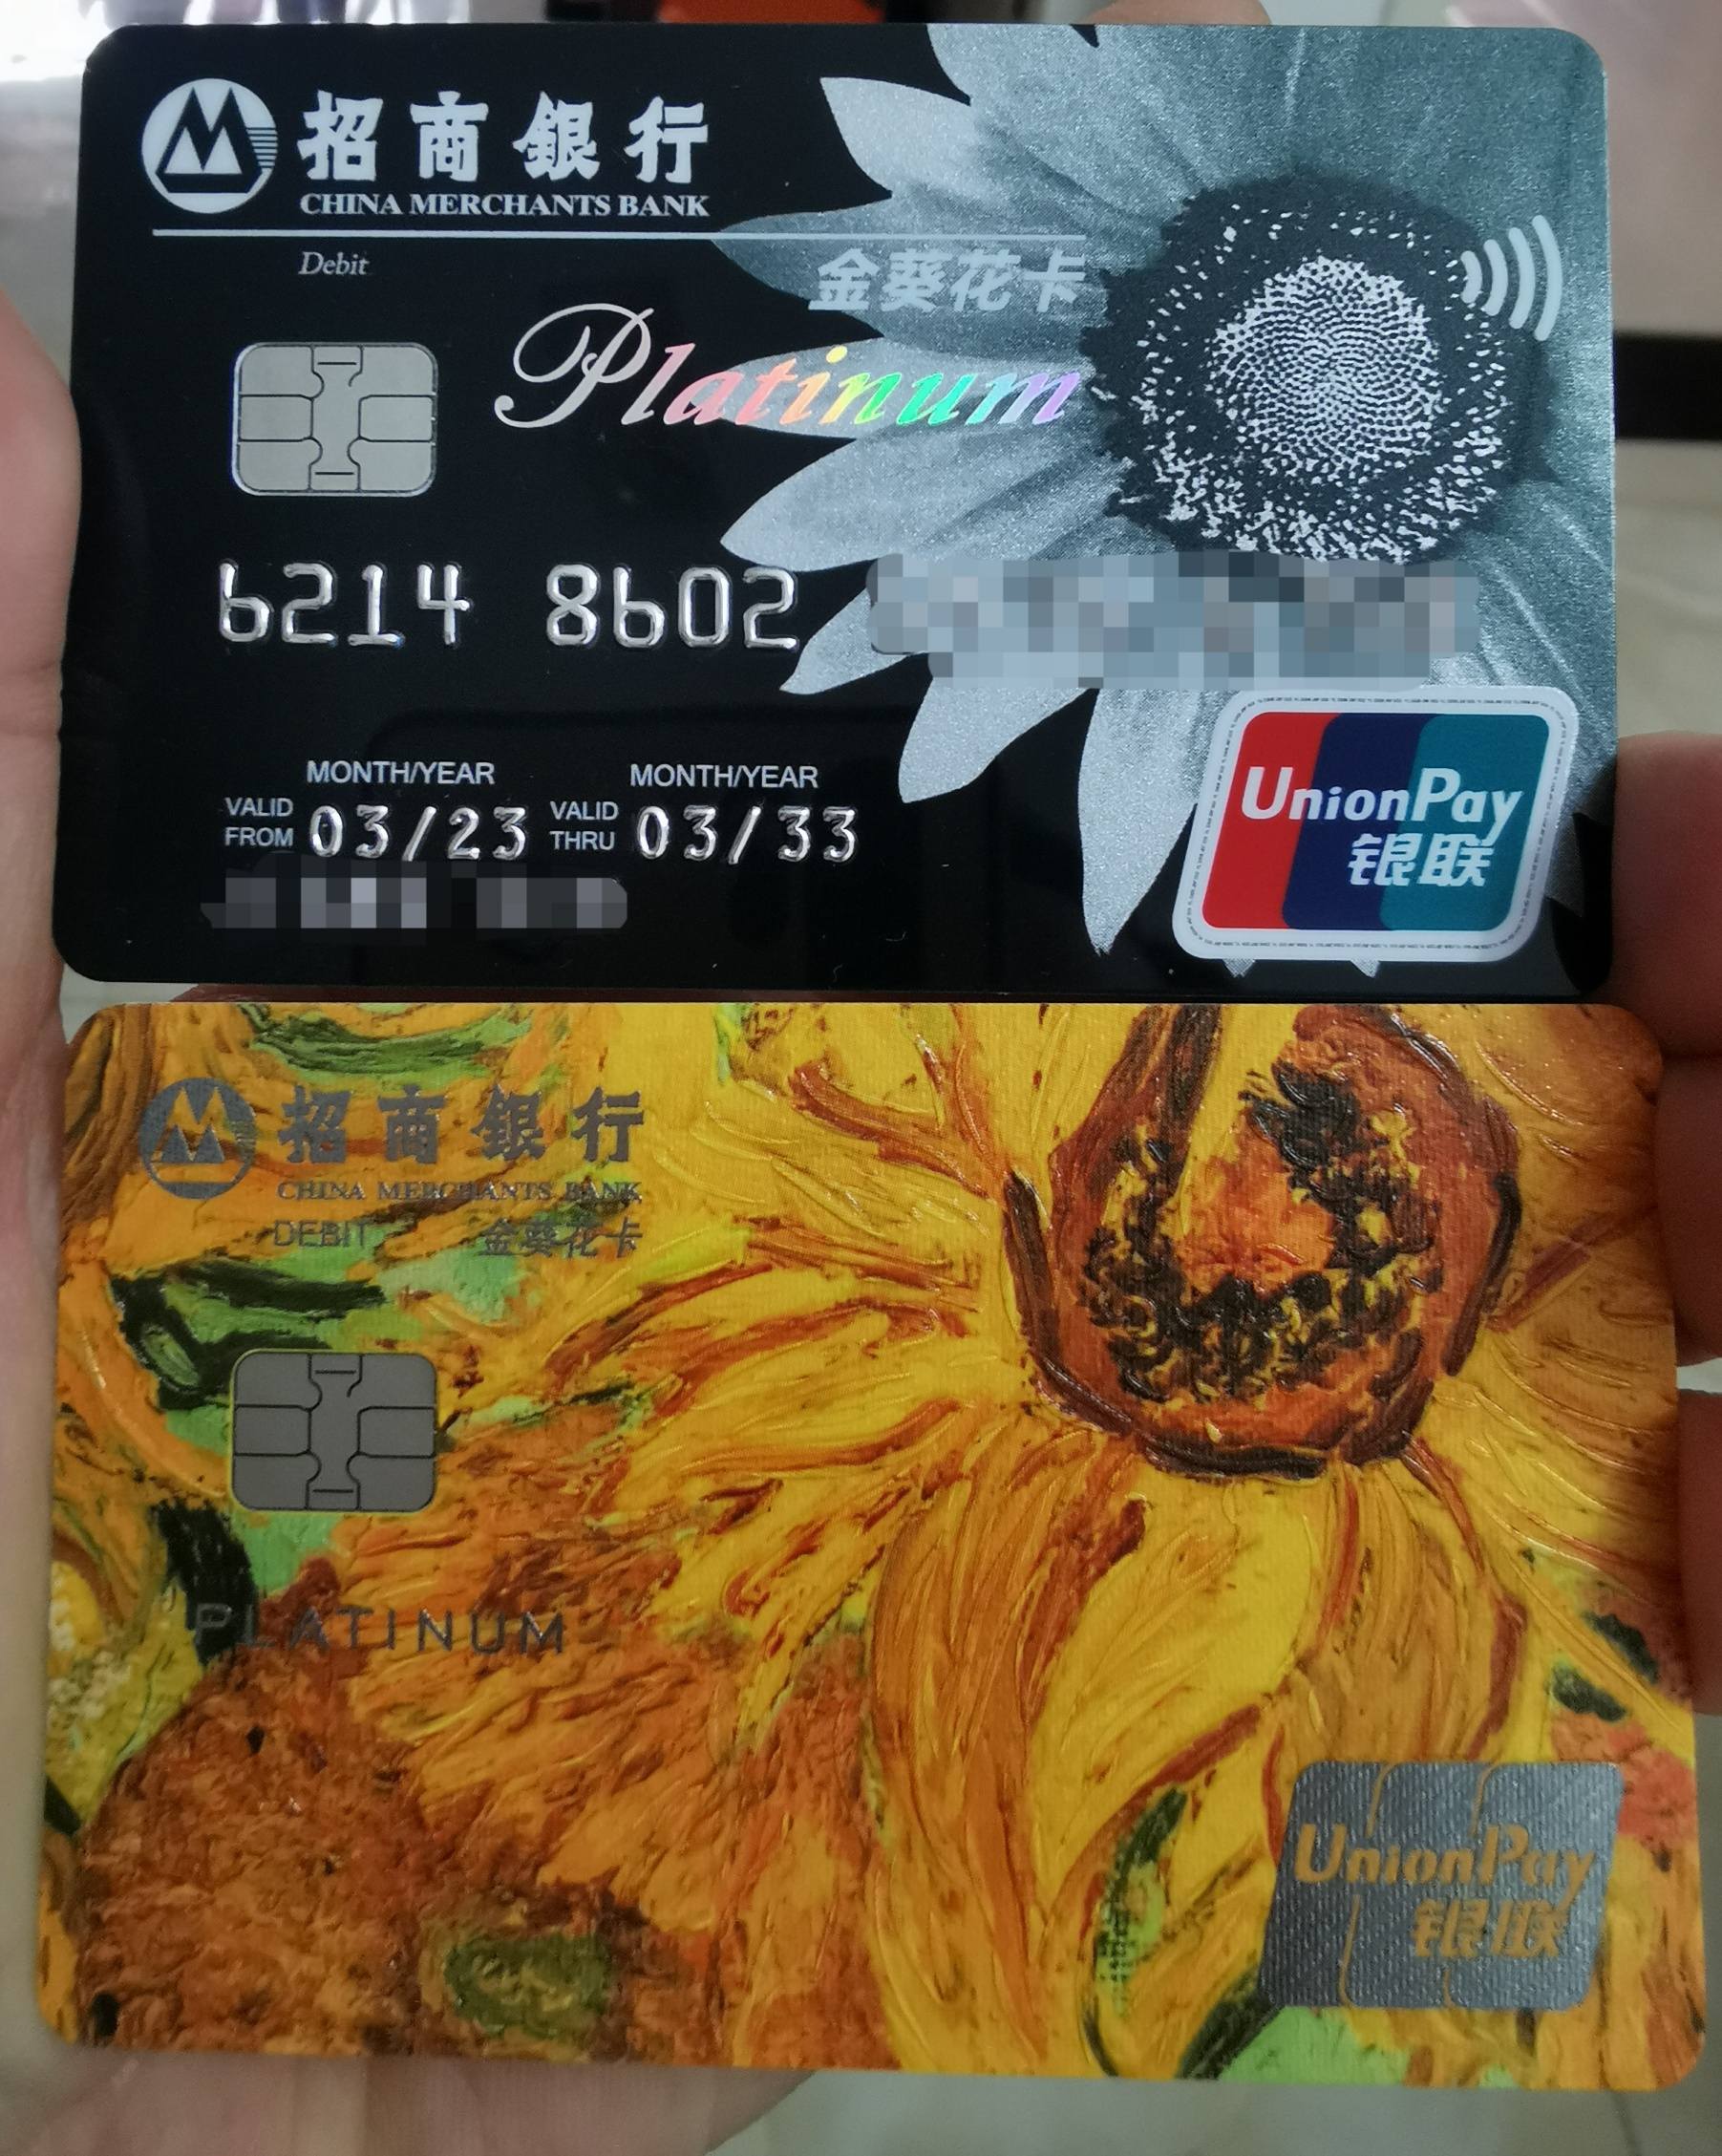 招商银行
CHINA MERCHANTS BANK
Debit
金葵花卡
Platinum
6214 8602
MONTH/YEAR MONTH/YEAR
VALID FROM 03/23 VALID THRU 03/33
UnionPay
银联
招商银行
CHINA MERCHANTS BANK
DEBIT 金葵花卡
PLATINUM
UnionPay
银联